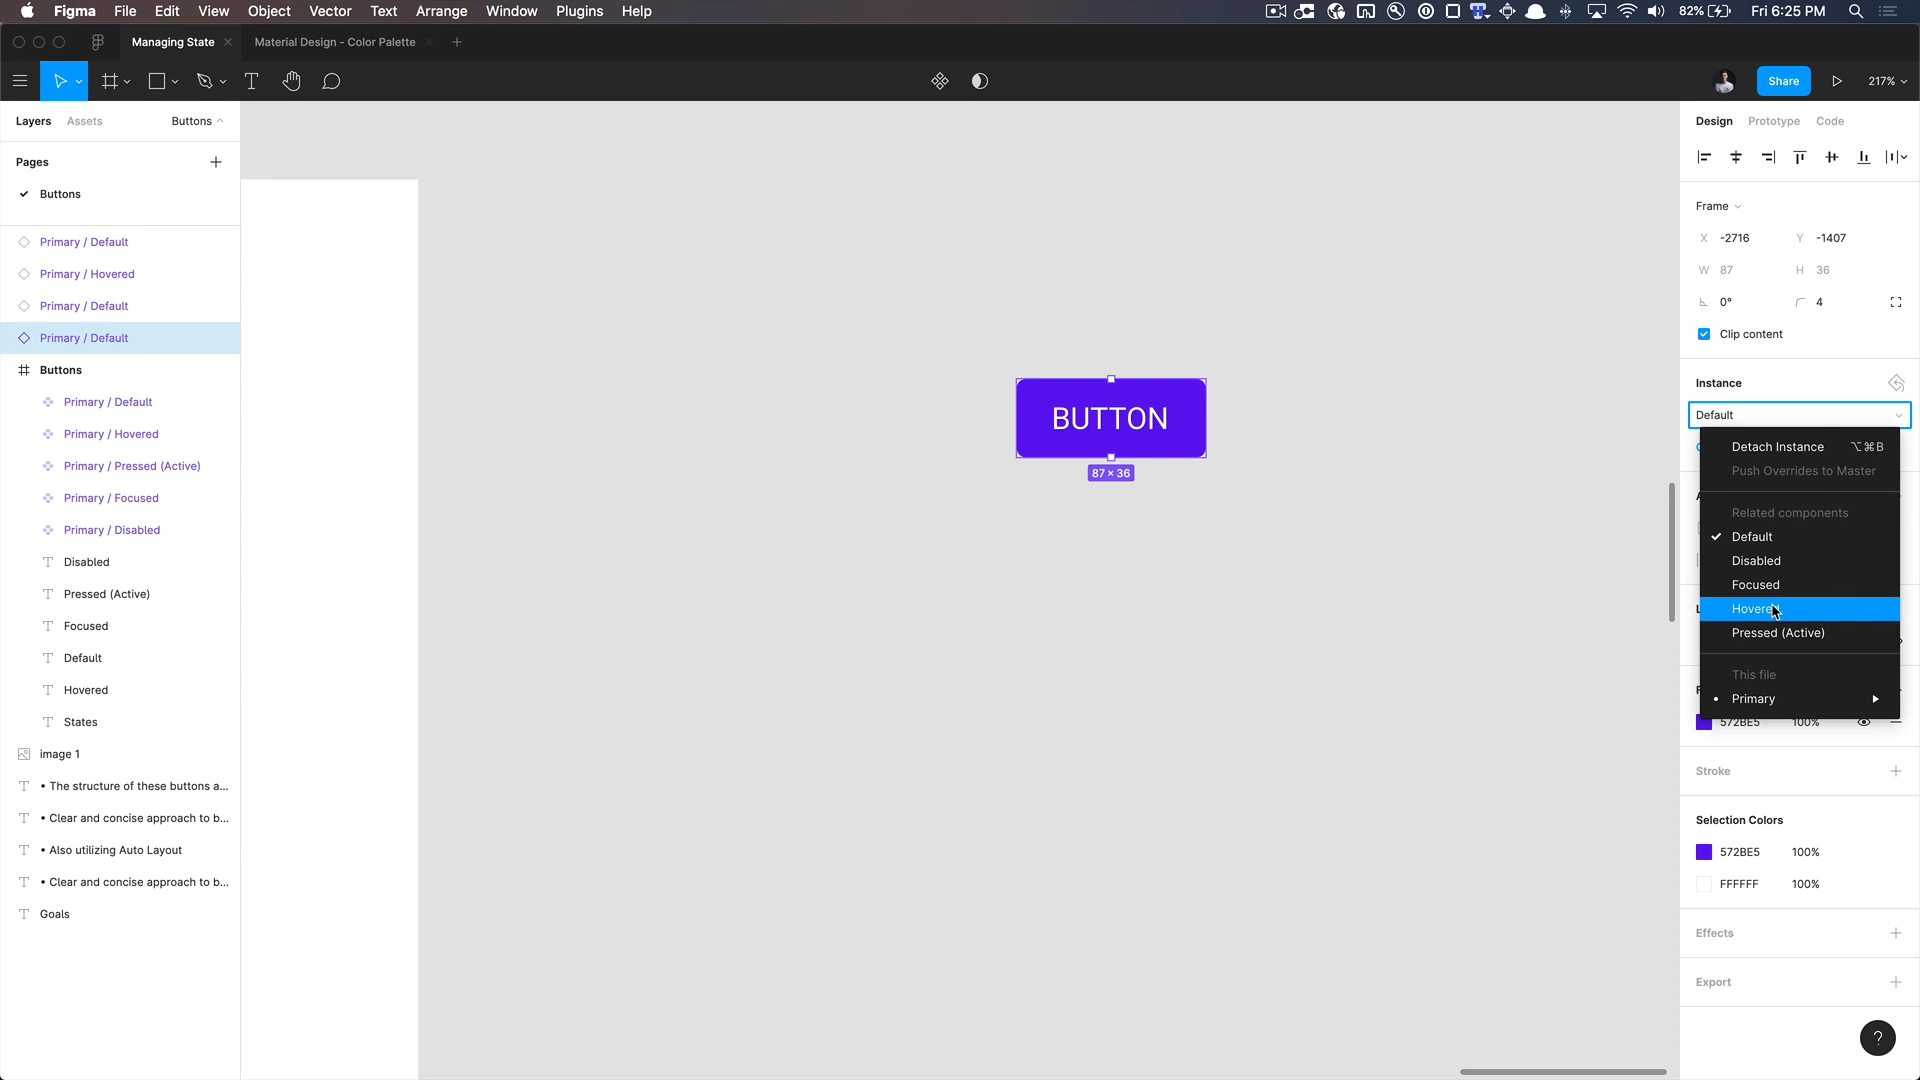 Figma File Edit View Object Vector Text Arrange Window Plugins Help 82% Fri 6:25 PM
Managing State Material Design - Color Palette
Share 217%
Layers Assets Buttons
Pages
Buttons
Primary / Default
Primary / Hovered
Primary / Default
Primary / Default
Buttons
Primary / Default
Primary / Hovered
Primary / Pressed (Active)
Primary / Focused
Primary / Disabled
Disabled
Pressed (Active)
Focused
Default
Hovered
States
image 1
• The structure of these buttons a...
• Clear and concise approach to b...
• Also utilizing Auto Layout
• Clear and concise approach to b...
Goals
BUTTON
87 × 36
Design Prototype Code
Frame
X -2716 Y -1407
W 87 H 36
0° 4
Clip content
Instance
Default
Detach Instance ⌥⌘B
Push Overrides to Master
Related components
Default
Disabled
Focused
Hovered
Pressed (Active)
This file
Primary
572BE5 100%
Stroke
Selection Colors
572BE5 100%
FFFFFF 100%
Effects
Export
?